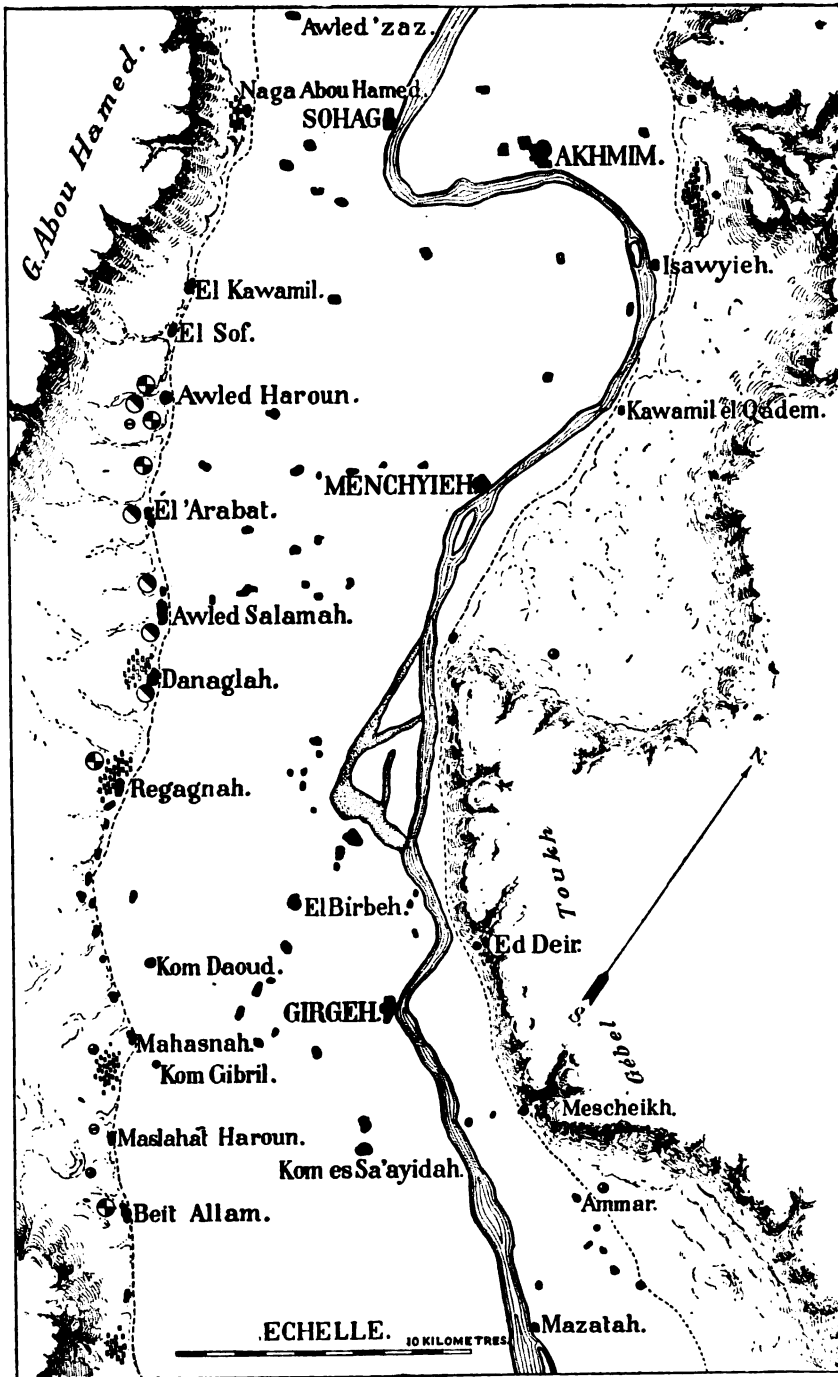 Awled'zaz.
G. Abou Hamed.
Naga Abou Hamed.
SOHAG
AKHMIM.
Isawyieh.
El Kawamil.
El Sof.
Awled Haroun.
Kawamil el Qadem.
MENCHYIEH
El 'Arabat.
Awled Salamah.
Danaglah.
N.
Regagnah.
Gebel Toukh
El Birbeh.
Ed Deir.
Kom Daoud.
S.
GIRGEH.
Mahasnah.
Kom Gibril.
Mescheikh.
Maslahat Haroun.
Kom es Sa'ayidah.
Ammar.
Beit Allam.
Mazatah.
ECHELLE.
10 KILOMETRES.